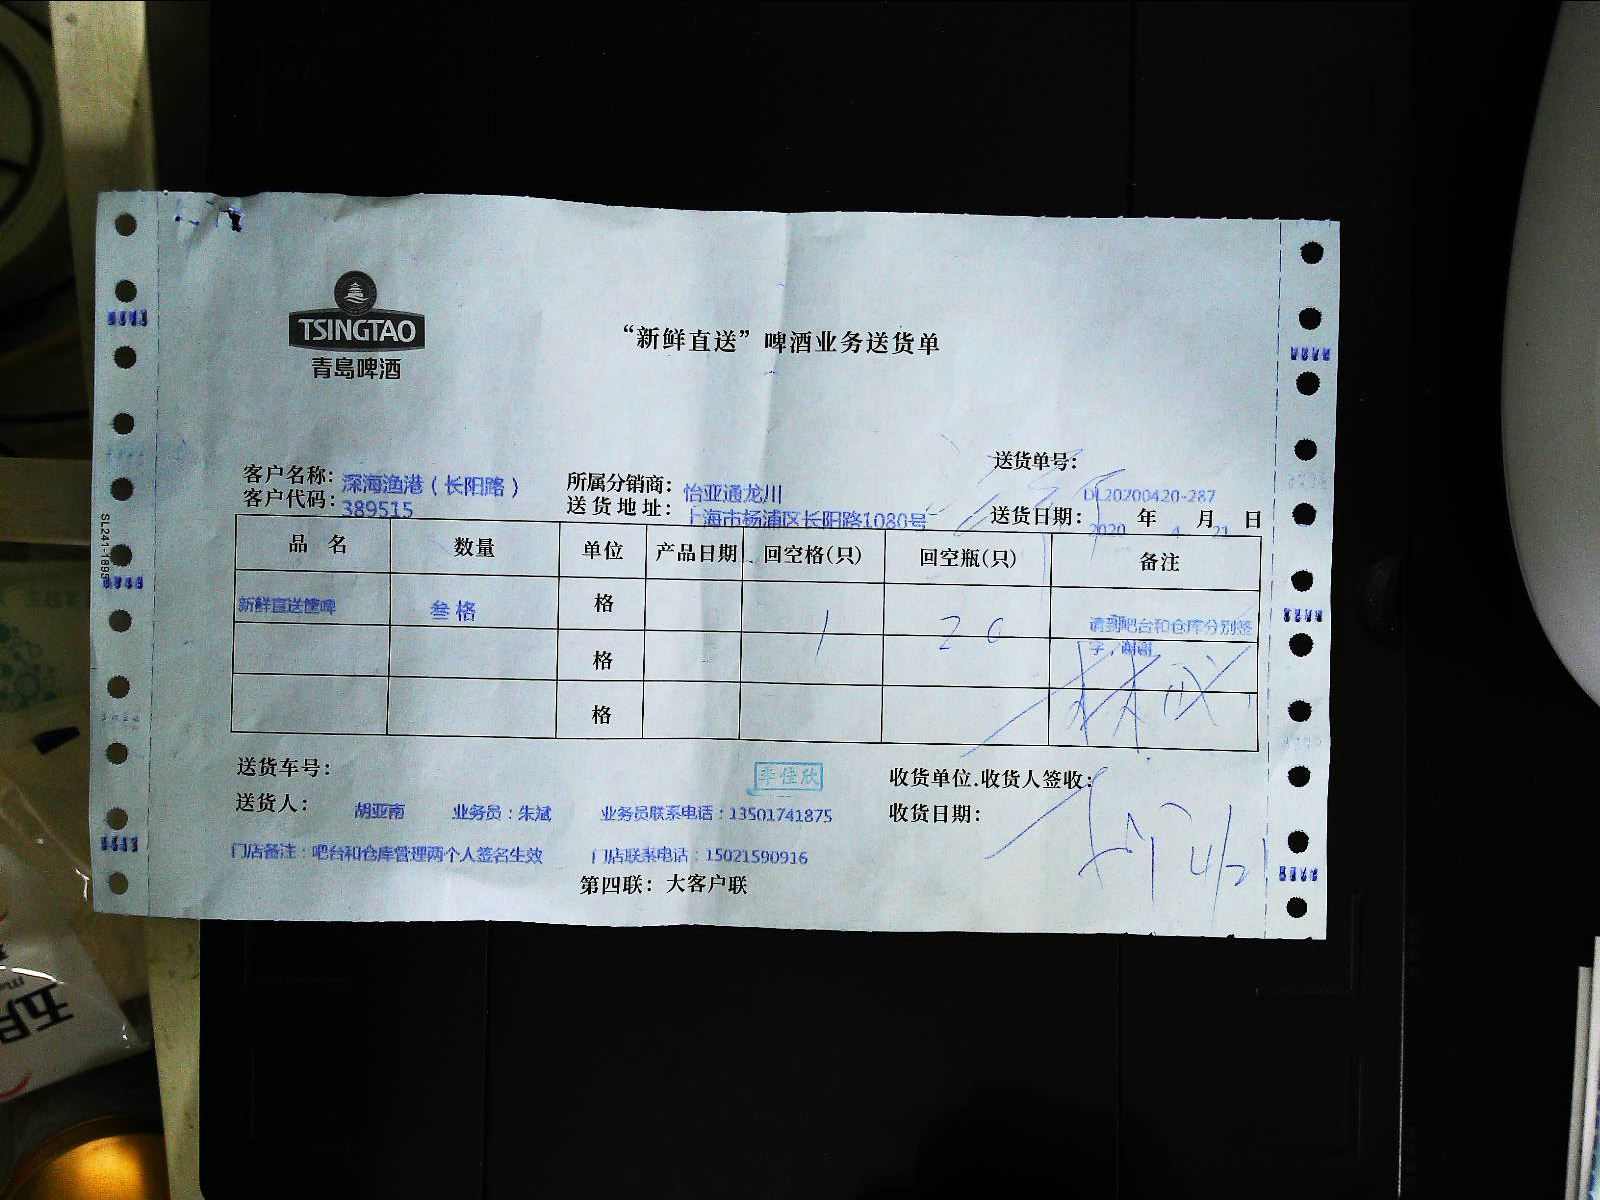 TSINGTAO
青岛啤酒
“新鲜直送”啤酒业务送货单
送货单号: DL20200420-287
客户名称: 深海渔港（长阳路） 所属分销商: 怡亚通龙川
客户代码: 389515 送货地址: 上海市杨浦区长阳路1080号 送货日期: 2020 年 4 月 21 日
品名 数量 单位 产品日期 回空格(只) 回空瓶(只) 备注
新鲜直送筐啤 叁格 格 1 20 请到吧台和仓库分别签字，谢谢
格
格
送货车号: 李佳欣 收货单位.收货人签收:
送货人: 胡亚南 业务员：朱斌 业务员联系电话：13501741875 收货日期: 4/21
门店备注：吧台和仓库管理两个人签名生效 门店联系电话：15021590916
第四联：大客户联